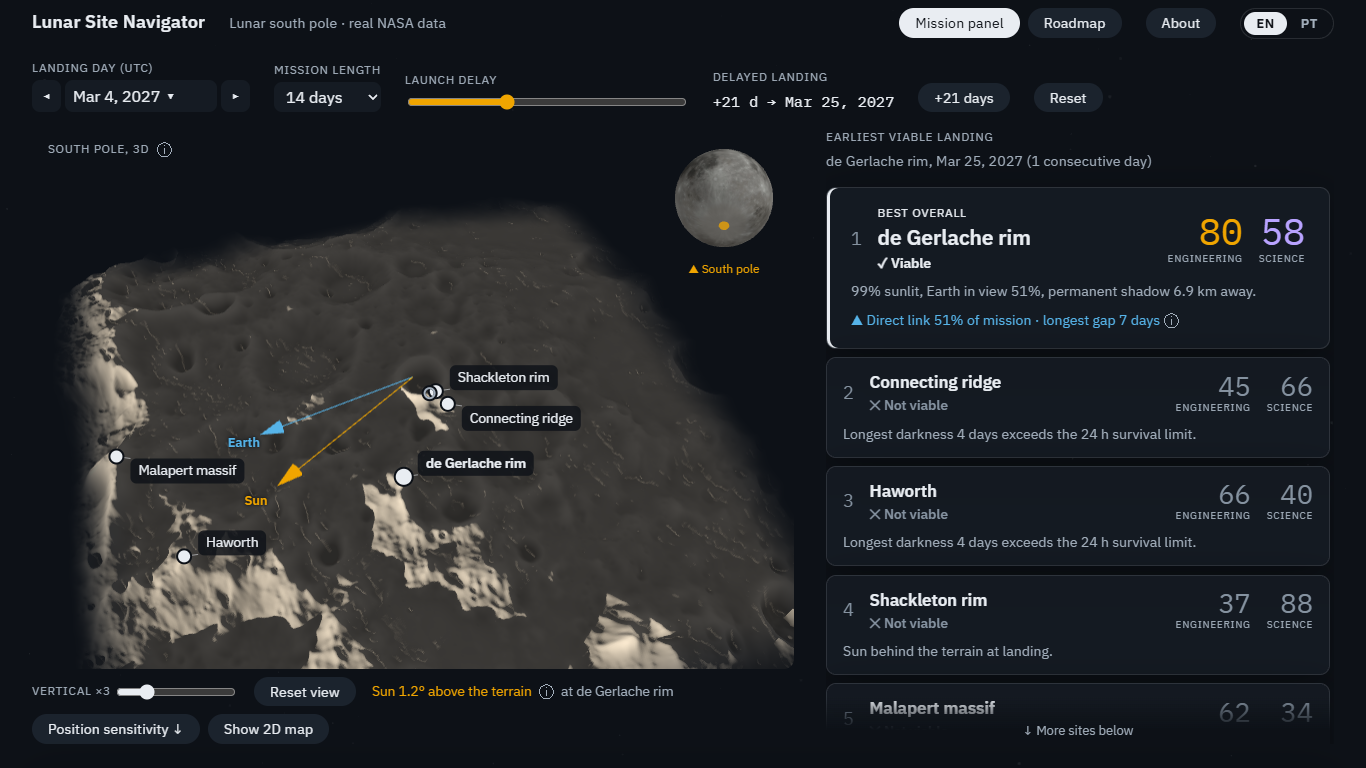 Lunar Site Navigator
Lunar south pole · real NASA data
Mission panel
Roadmap
About
EN
PT
LANDING DAY (UTC)
◂
Mar 4, 2027 ▾
▸
MISSION LENGTH
14 days
LAUNCH DELAY
DELAYED LANDING
+21 d → Mar 25, 2027
+21 days
Reset
SOUTH POLE, 3D ⓘ
▲ South pole
Shackleton rim
Connecting ridge
Earth
de Gerlache rim
Malapert massif
Sun
Haworth
VERTICAL ×3
Reset view
Sun 1.2° above the terrain ⓘ at de Gerlache rim
Position sensitivity ↓
Show 2D map
EARLIEST VIABLE LANDING
de Gerlache rim, Mar 25, 2027 (1 consecutive day)
BEST OVERALL
1
de Gerlache rim
✓ Viable
80
ENGINEERING
58
SCIENCE
99% sunlit, Earth in view 51%, permanent shadow 6.9 km away.
▲ Direct link 51% of mission · longest gap 7 days ⓘ
2
Connecting ridge
✕ Not viable
45
ENGINEERING
66
SCIENCE
Longest darkness 4 days exceeds the 24 h survival limit.
3
Haworth
✕ Not viable
66
ENGINEERING
40
SCIENCE
Longest darkness 4 days exceeds the 24 h survival limit.
4
Shackleton rim
✕ Not viable
37
ENGINEERING
88
SCIENCE
Sun behind the terrain at landing.
5
Malapert massif
62
34
↓ More sites below